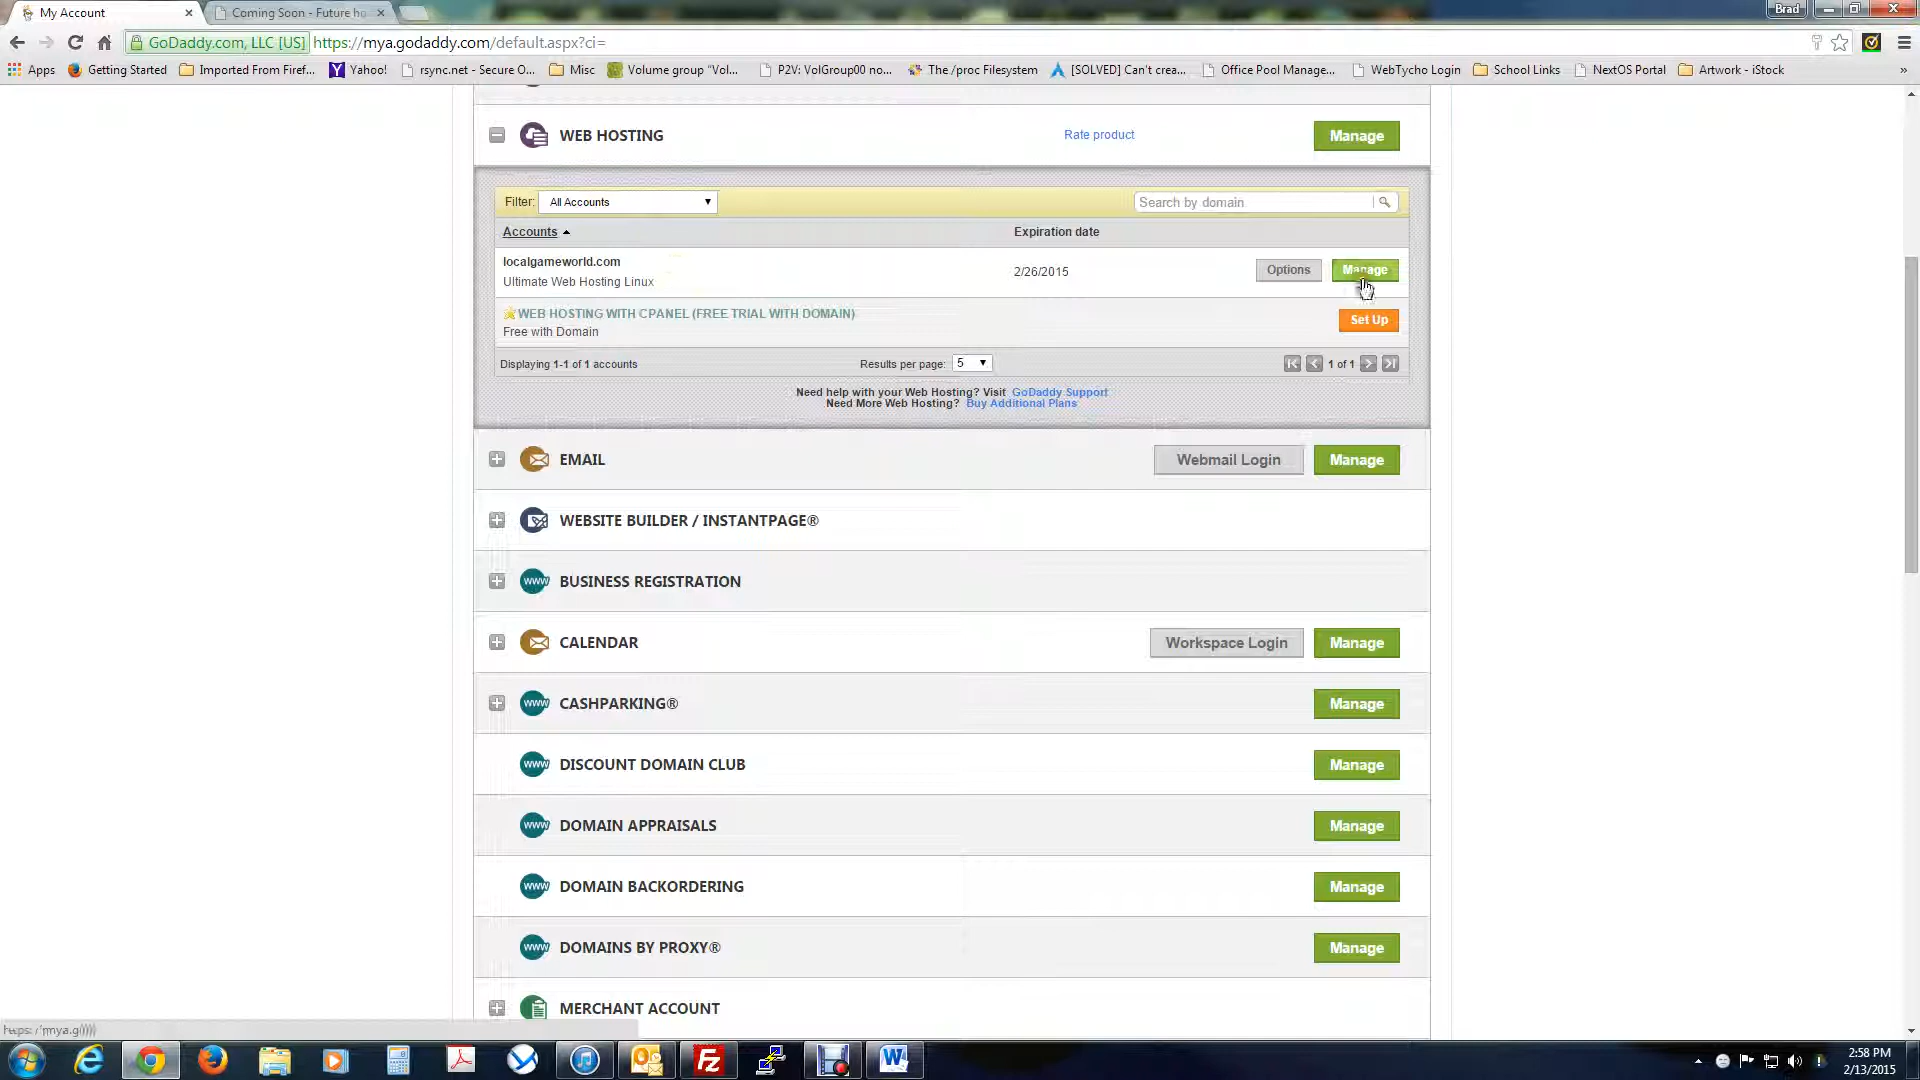 My Account
Coming Soon - Future ho
Brad
GoDaddy.com, LLC [US] https://mya.godaddy.com/default.aspx?ci=
Apps Getting Started Imported From Firef... Yahoo! rsync.net - Secure O... Misc Volume group "Vol... P2V: VolGroup00 no... The /proc Filesystem [SOLVED] Can't crea... Office Pool Manage... WebTycho Login School Links NextOS Portal Artwork - iStock »
WEB HOSTING Rate product Manage
Filter: All Accounts Search by domain
Accounts Expiration date
localgameworld.com
Ultimate Web Hosting Linux
2/26/2015 Options Manage
WEB HOSTING WITH CPANEL (FREE TRIAL WITH DOMAIN)
Free with Domain
Set Up
Displaying 1-1 of 1 accounts Results per page: 5 1 of 1
Need help with your Web Hosting? Visit GoDaddy Support
Need More Web Hosting? Buy Additional Plans
EMAIL Webmail Login Manage
WEBSITE BUILDER / INSTANTPAGE®
www BUSINESS REGISTRATION
CALENDAR Workspace Login Manage
www CASHPARKING® Manage
www DISCOUNT DOMAIN CLUB Manage
www DOMAIN APPRAISALS Manage
www DOMAIN BACKORDERING Manage
www DOMAINS BY PROXY® Manage
MERCHANT ACCOUNT
2:58 PM
2/13/2015